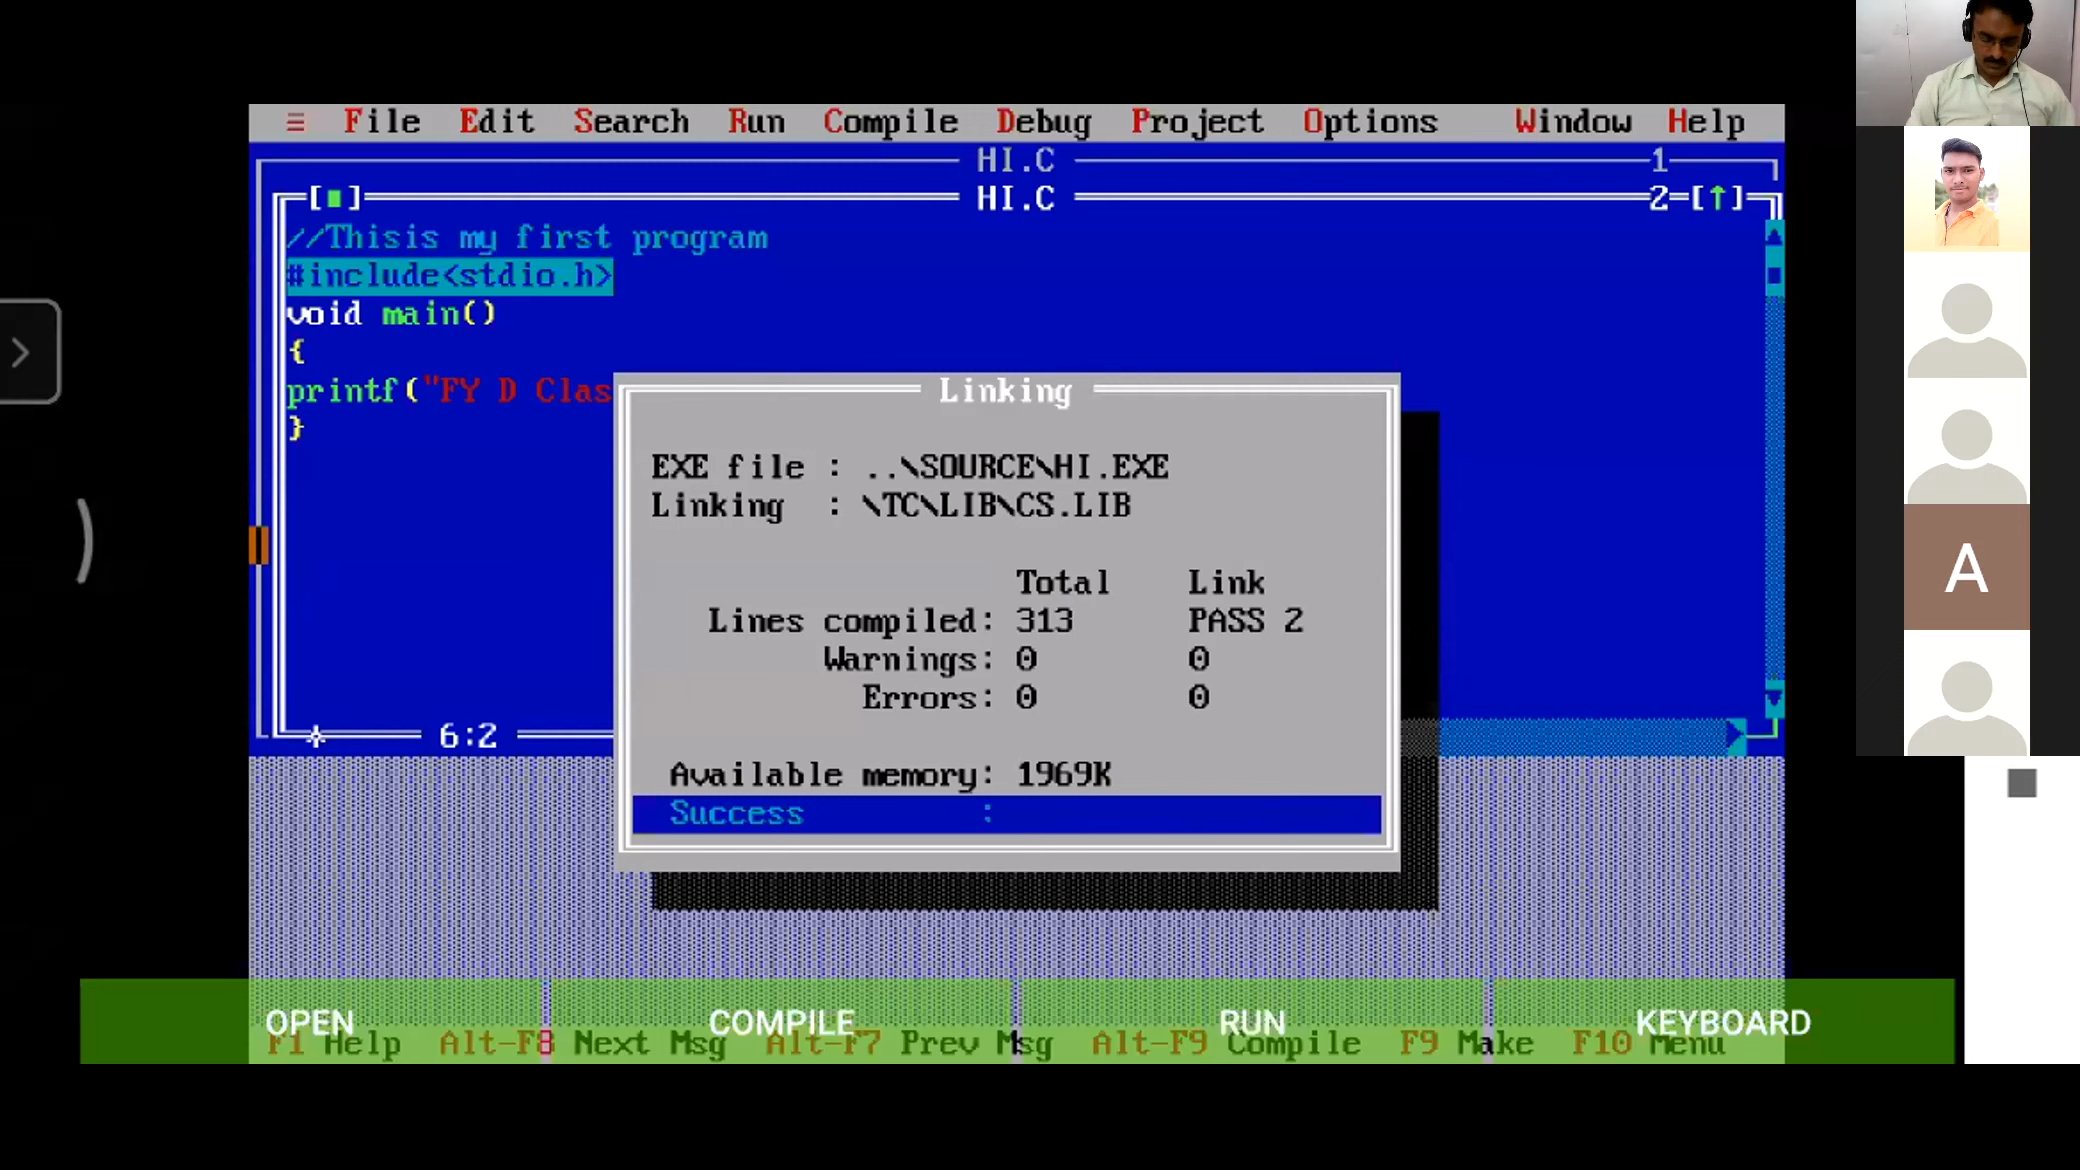 ≡ File Edit Search Run Compile Debug Project Options Window Help
HI.C 1
[■] HI.C 2=[↑]
//Thisis my first program
#include<stdio.h>
void main()
{
printf("FY D Clas
}
Linking
EXE file : ..\SOURCE\HI.EXE
Linking : \TC\LIB\CS.LIB
Total Link
Lines compiled: 313 PASS 2
Warnings: 0 0
Errors: 0 0
6:2
Available memory: 1969K
Success :
OPEN COMPILE RUN KEYBOARD
F1 Help Alt-F8 Next Msg Alt-F7 Prev Msg Alt-F9 Compile F9 Make F10 Menu
A